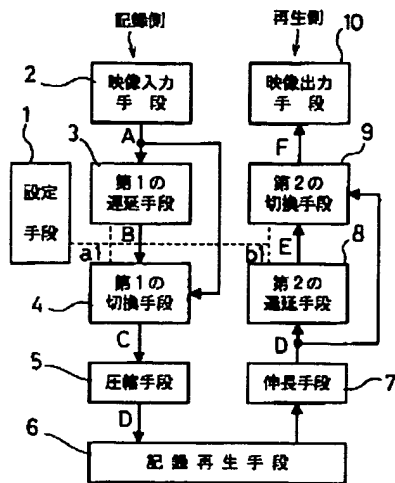 記録側
再生側
2
映像入力
手段
10
映像出力
手段
A
F
1
設定
手段
3
第1の
遅延手段
9
第2の
切換手段
B
E
a
b
4
第1の
切換手段
8
第2の
遅延手段
C
D
5
圧縮手段
伸長手段
7
D
6
記録再生手段